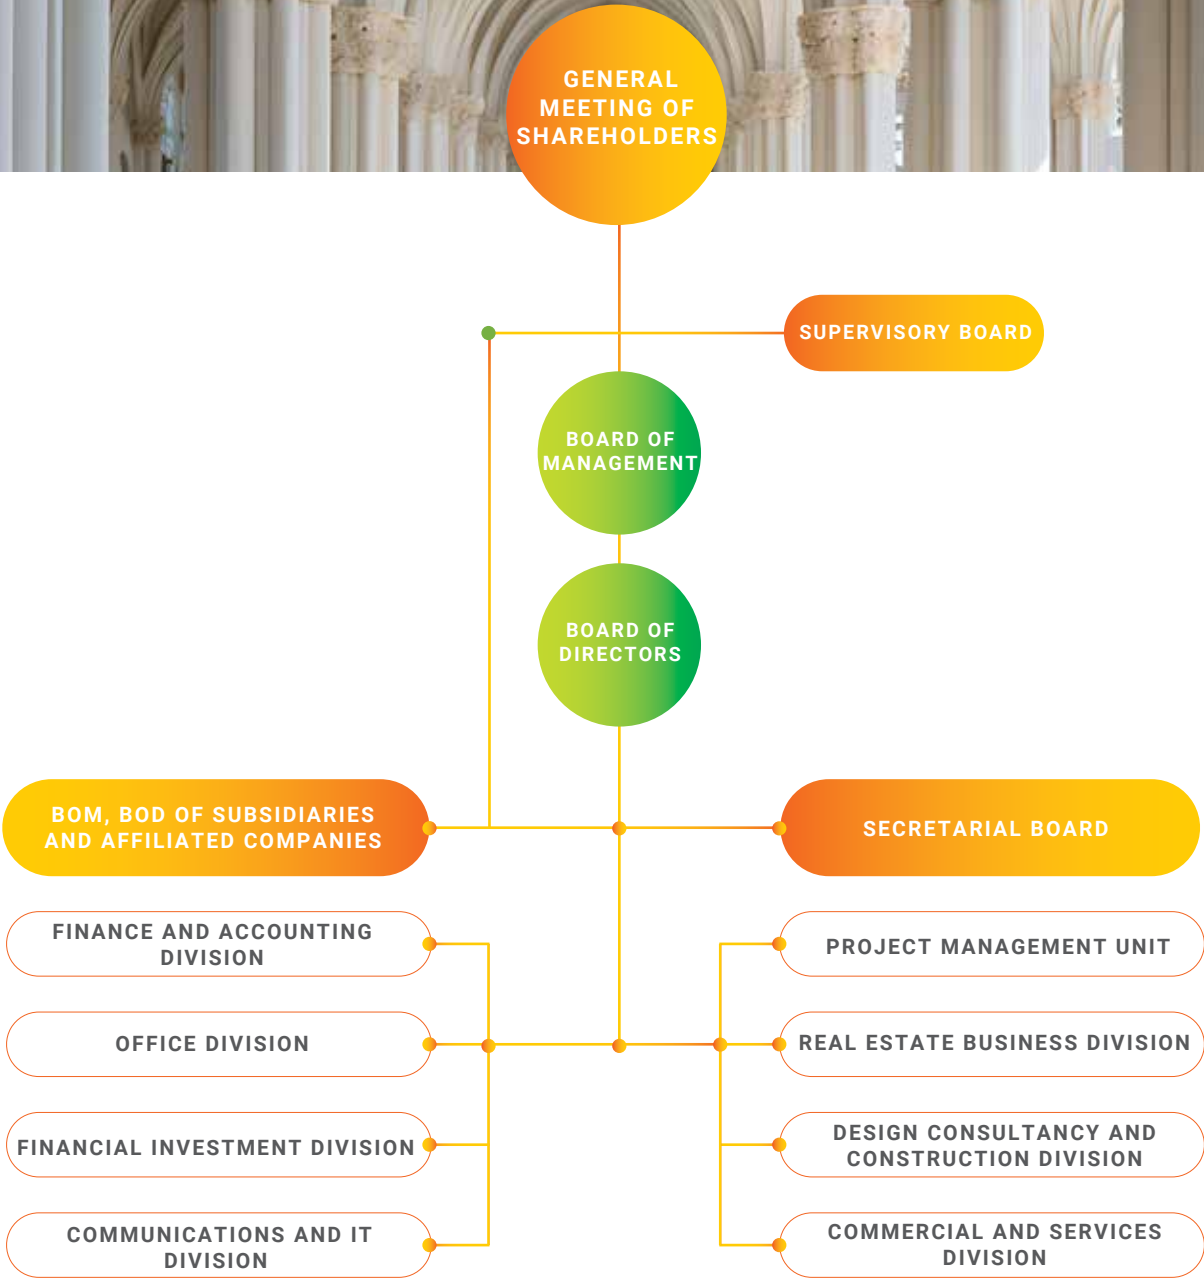 GENERAL
MEETING OF
SHAREHOLDERS
SUPERVISORY BOARD
BOARD OF
MANAGEMENT
BOARD OF
DIRECTORS
BOM, BOD OF SUBSIDIARIES
AND AFFILIATED COMPANIES
SECRETARIAL BOARD
FINANCE AND ACCOUNTING
DIVISION
PROJECT MANAGEMENT UNIT
OFFICE DIVISION
REAL ESTATE BUSINESS DIVISION
FINANCIAL INVESTMENT DIVISION
DESIGN CONSULTANCY AND
CONSTRUCTION DIVISION
COMMUNICATIONS AND IT
DIVISION
COMMERCIAL AND SERVICES
DIVISION